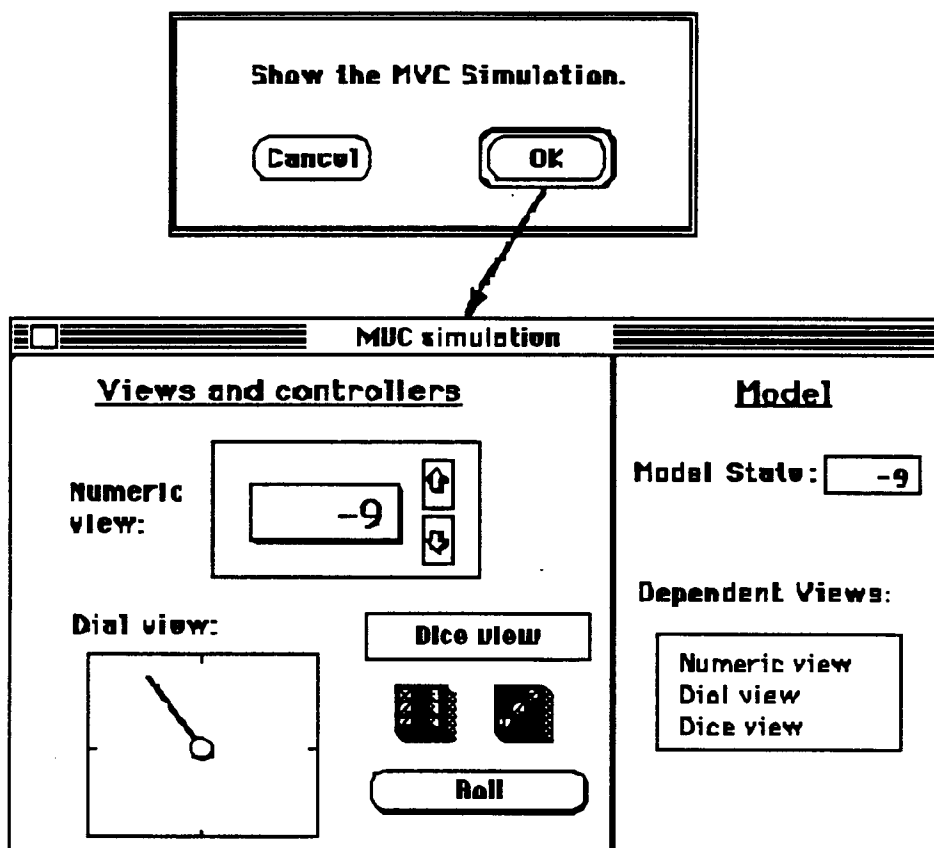 Show the MVC Simulation.
Cancel
OK
MVC simulation
Views and controllers
Numeric
view:
-9
Dial view:
Dice view
Roll
Model
Model State:
-9
Dependent Views:
Numeric view
Dial view
Dice view